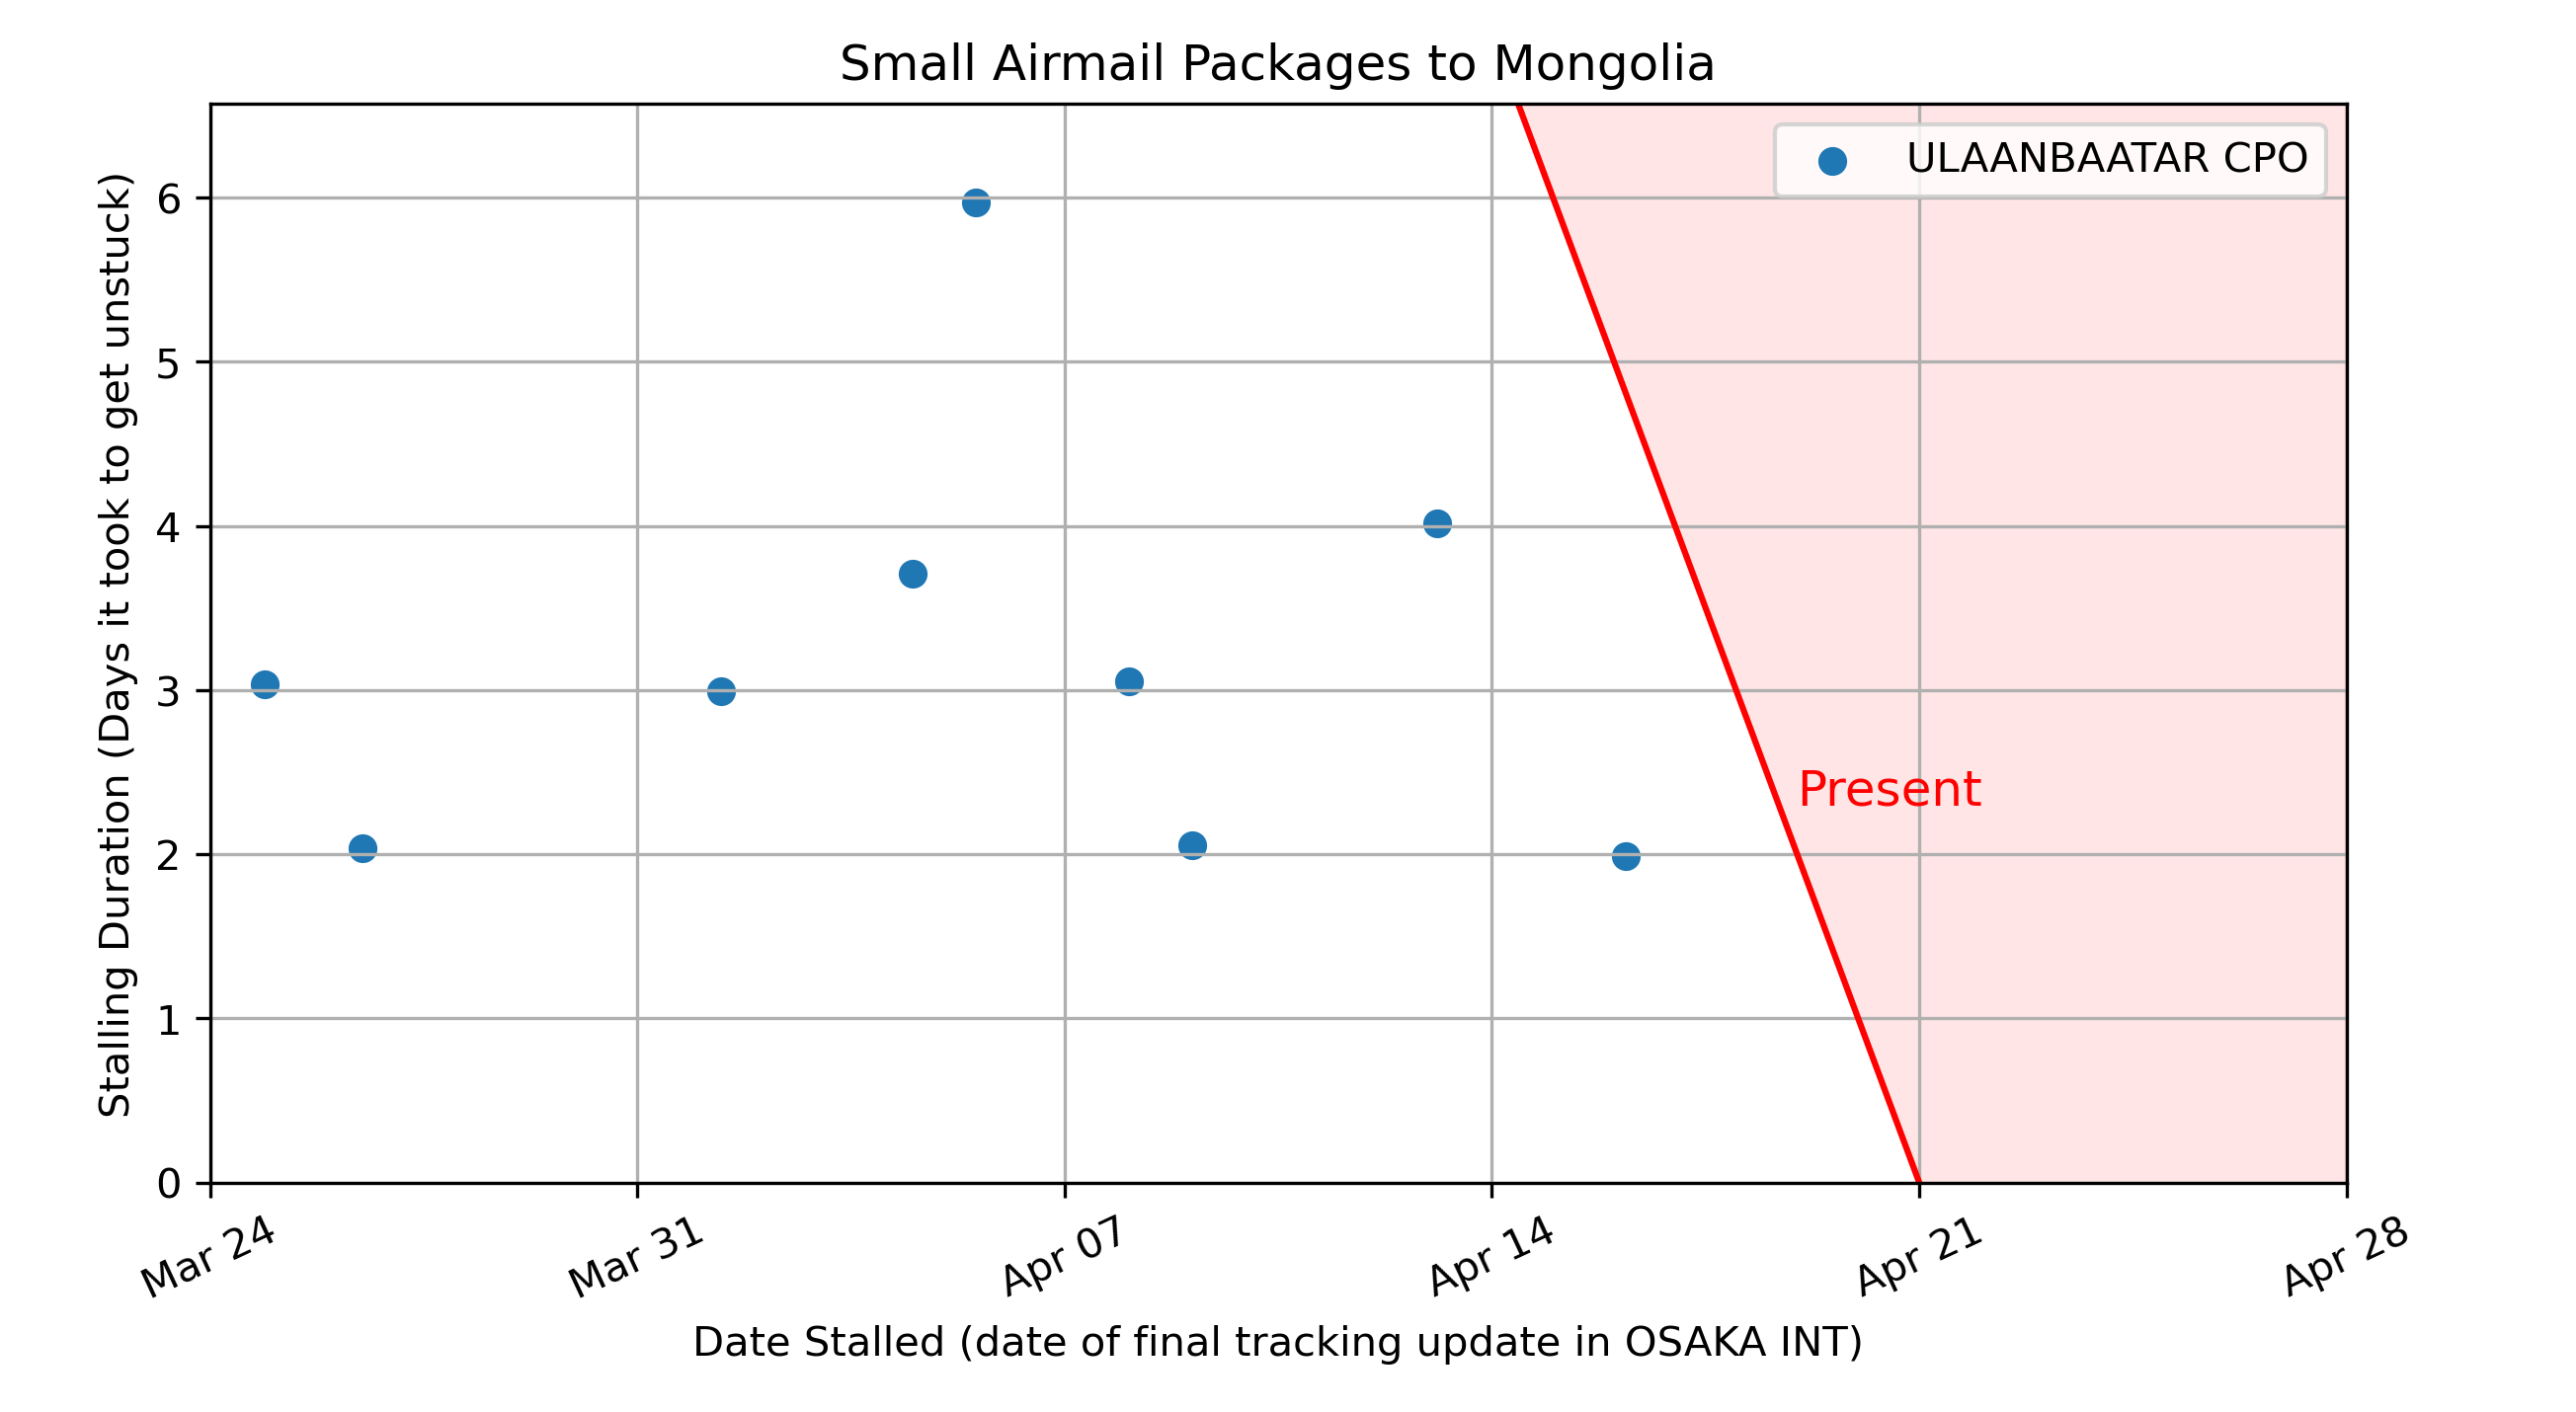 Small Airmail Packages to Mongolia
ULAANBAATAR CPO
Stalling Duration (Days it took to get unstuck)
6
5
4
3
2
1
0
Present
Mar 24
Mar 31
Apr 07
Apr 14
Apr 21
Apr 28
Date Stalled (date of final tracking update in OSAKA INT)